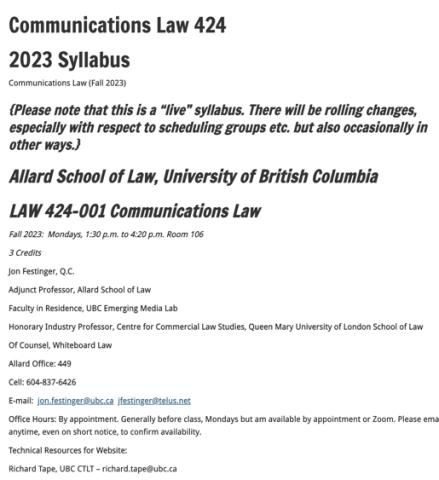 Communications Law 424
2023 Syllabus
Communications Law (Fall 2023)
{Please note that this is a “live” syllabus. There will be rolling changes,
especially with respect to scheduling groups etc. but also occasionally in
other ways.}
Allard School of Law, University of British Columbia
LAW 424-001 Communications Law
Fall 2023:  Mondays, 1:30 p.m. to 4:20 p.m. Room 106
3 Credits
Jon Festinger, Q.C.
Adjunct Professor, Allard School of Law
Faculty in Residence, UBC Emerging Media Lab
Honorary Industry Professor, Centre for Commercial Law Studies, Queen Mary University of London School of Law
Of Counsel, Whiteboard Law
Allard Office: 449
Cell: 604-837-6426
E-mail:  jon.festinger@ubc.ca  jfestinger@telus.net
Office Hours: By appointment. Generally before class, Mondays but am available by appointment or Zoom. Please ema
anytime, even on short notice, to confirm availability.
Technical Resources for Website:
Richard Tape, UBC CTLT – richard.tape@ubc.ca